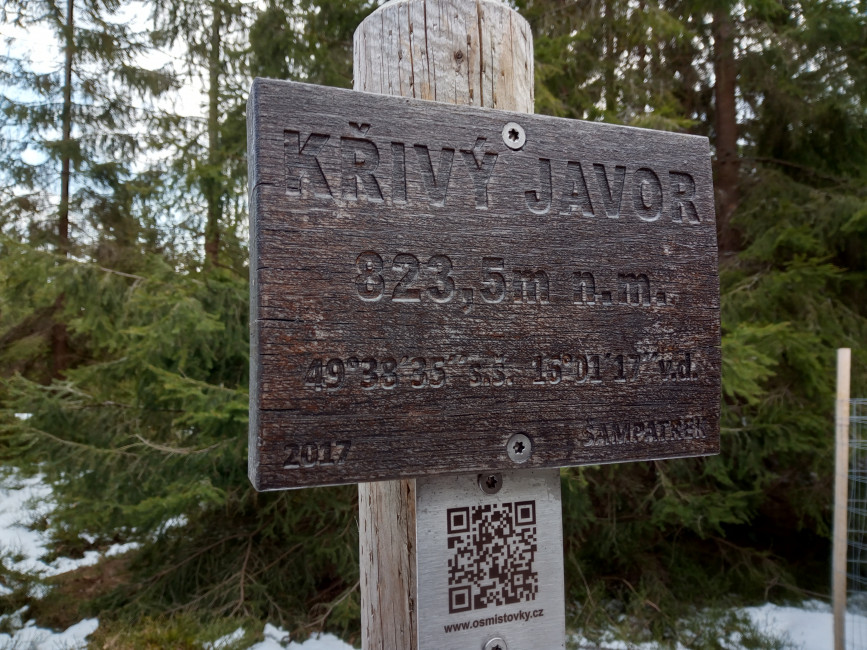 KŘIVÝ JAVOR
823,5m n.m.
49°38´35´´ s.š. 16°01´17´´ v.d.
2017 ŠAMPATREK
www.osmistovky.cz